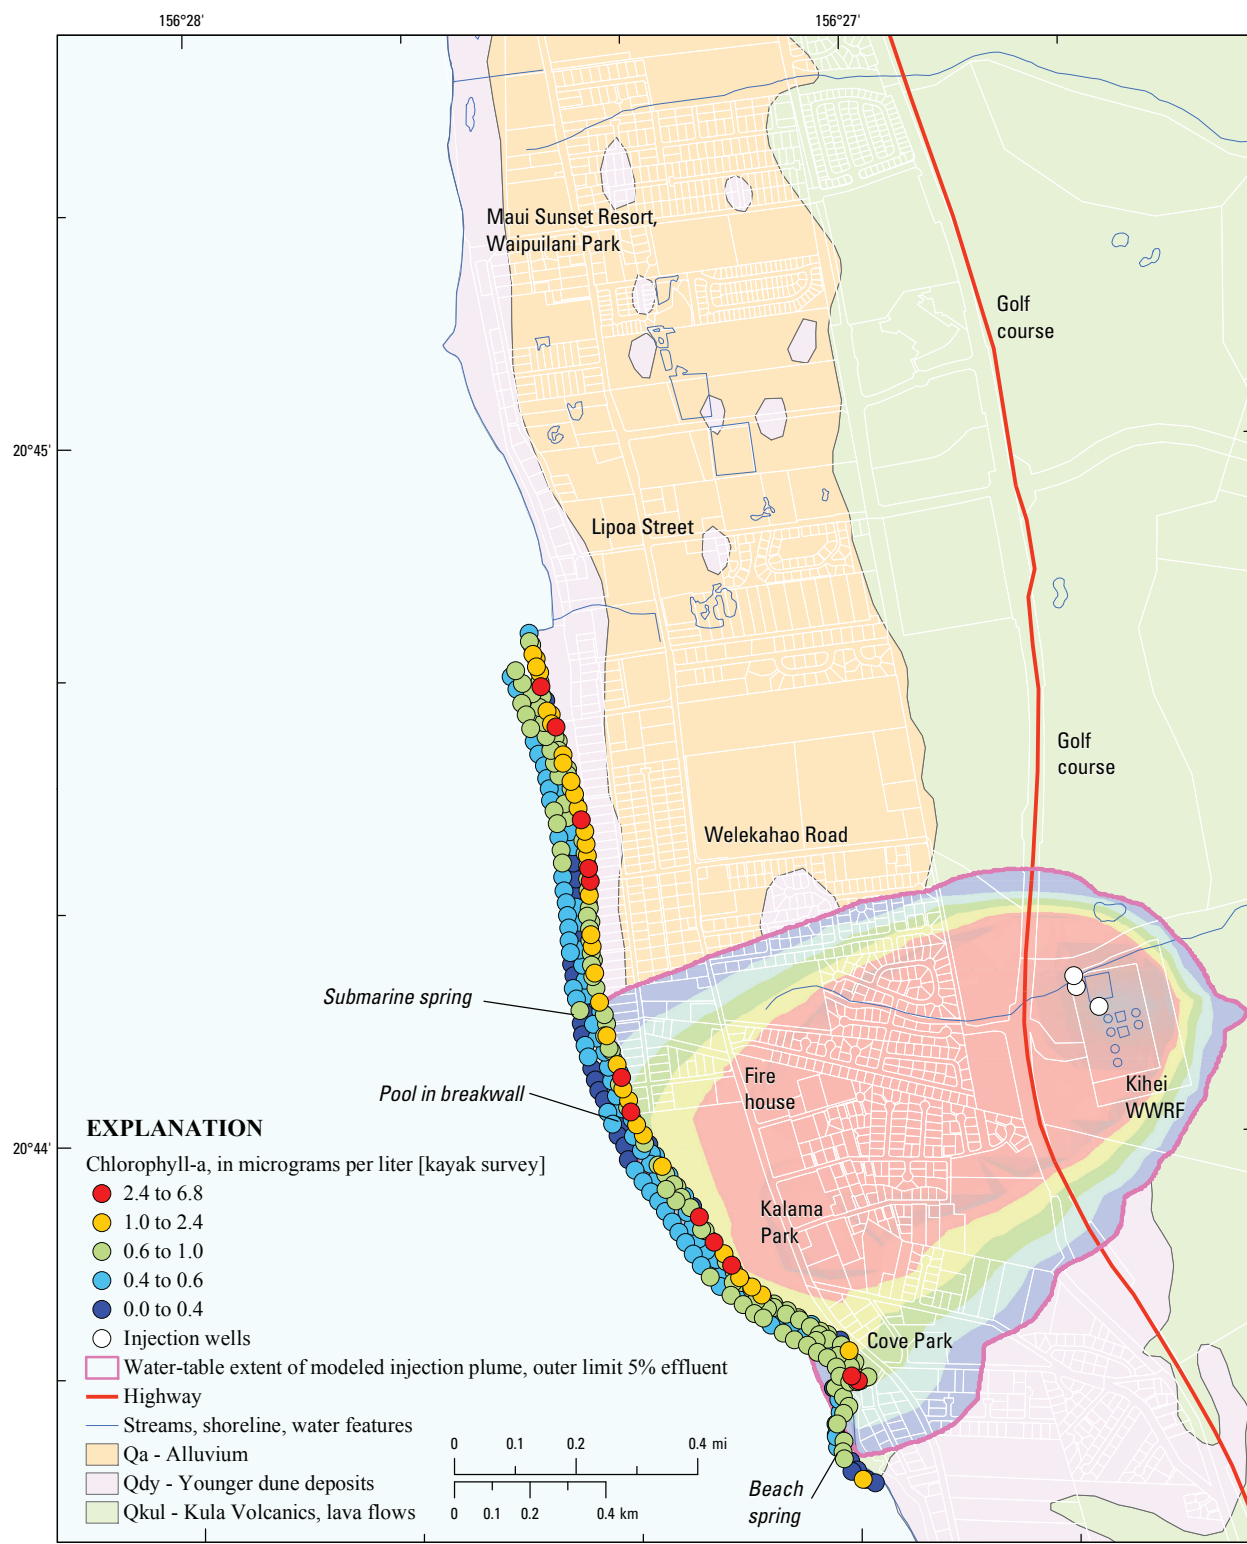 156°28'
156°27'
Maui Sunset Resort,
Waipuilani Park
Golf
course
20°45'
Lipoa Street
Golf
course
Welekahao Road
Submarine spring
Fire
house
Kihei
WWRF
Pool in breakwall
20°44'
Kalama
Park
Cove Park
Beach
spring
EXPLANATION
Chlorophyll-a, in micrograms per liter [kayak survey]
2.4 to 6.8
1.0 to 2.4
0.6 to 1.0
0.4 to 0.6
0.0 to 0.4
Injection wells
Water-table extent of modeled injection plume, outer limit 5% effluent
Highway
Streams, shoreline, water features
Qa - Alluvium
Qdy - Younger dune deposits
Qkul - Kula Volcanics, lava flows
0 0.1 0.2 0.4 mi
0 0.1 0.2 0.4 km